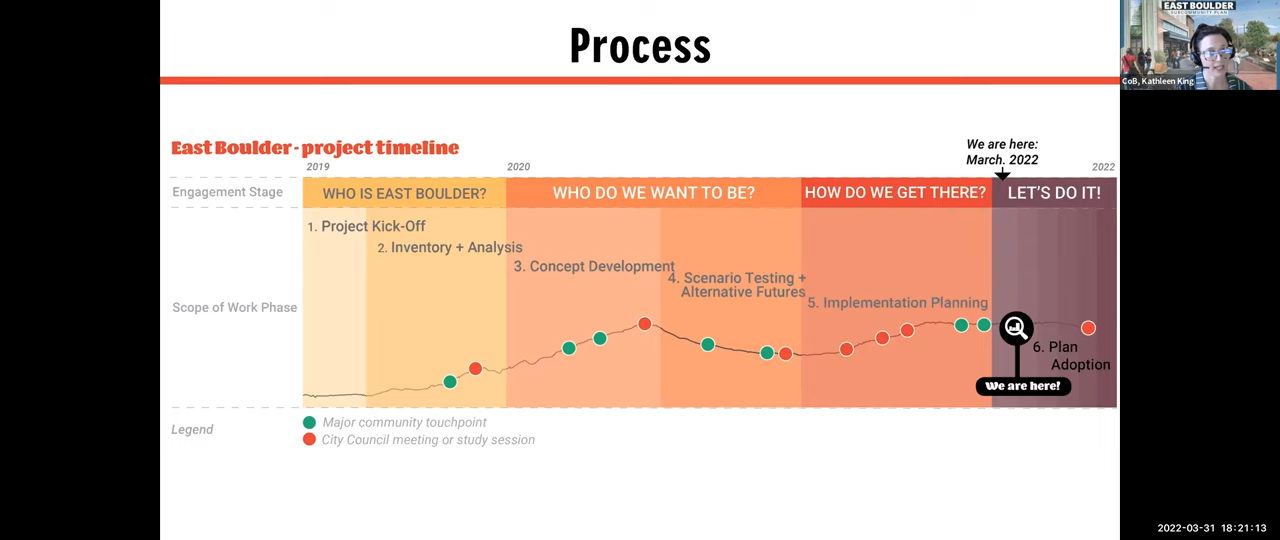 Process
EAST BOULDER
SUBCOMMUNITY PLAN
CoB, Kathleen King
East Boulder - project timeline
We are here:
March. 2022
2019
2020
2022
Engagement Stage
WHO IS EAST BOULDER?
WHO DO WE WANT TO BE?
HOW DO WE GET THERE?
LET'S DO IT!
1. Project Kick-Off
2. Inventory + Analysis
3. Concept Development
4. Scenario Testing +
Alternative Futures
Scope of Work Phase
5. Implementation Planning
6. Plan
Adoption
We are here!
Legend
Major community touchpoint
City Council meeting or study session
2022-03-31 18:21:13